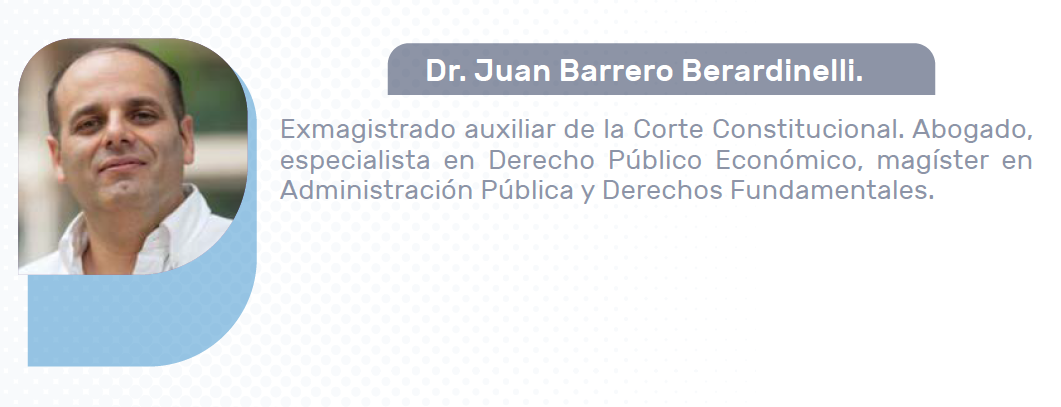 Dr. Juan Barrero Berardinelli.
Exmagistrado auxiliar de la Corte Constitucional. Abogado,
especialista en Derecho Público Económico, magíster en
Administración Pública y Derechos Fundamentales.